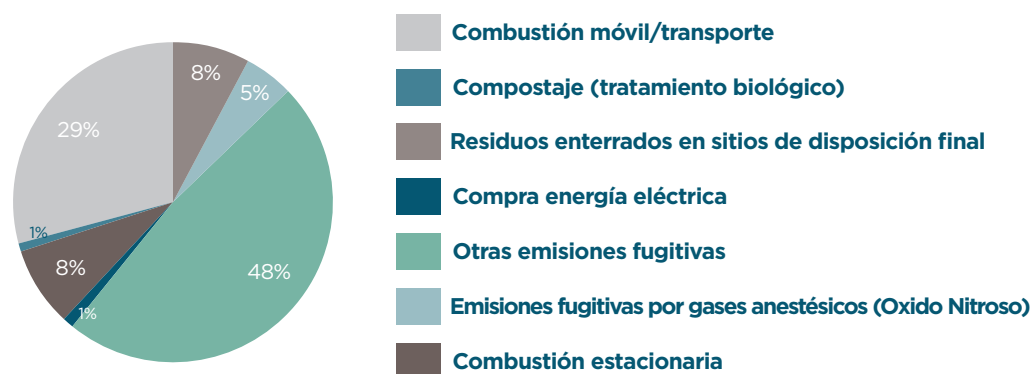 8%
5%
29%
1%
8%
1%
48%
Combustión móvil/transporte
Compostaje (tratamiento biológico)
Residuos enterrados en sitios de disposición final
Compra energía eléctrica
Otras emisiones fugitivas
Emisiones fugitivas por gases anestésicos (Oxido Nitroso)
Combustión estacionaria